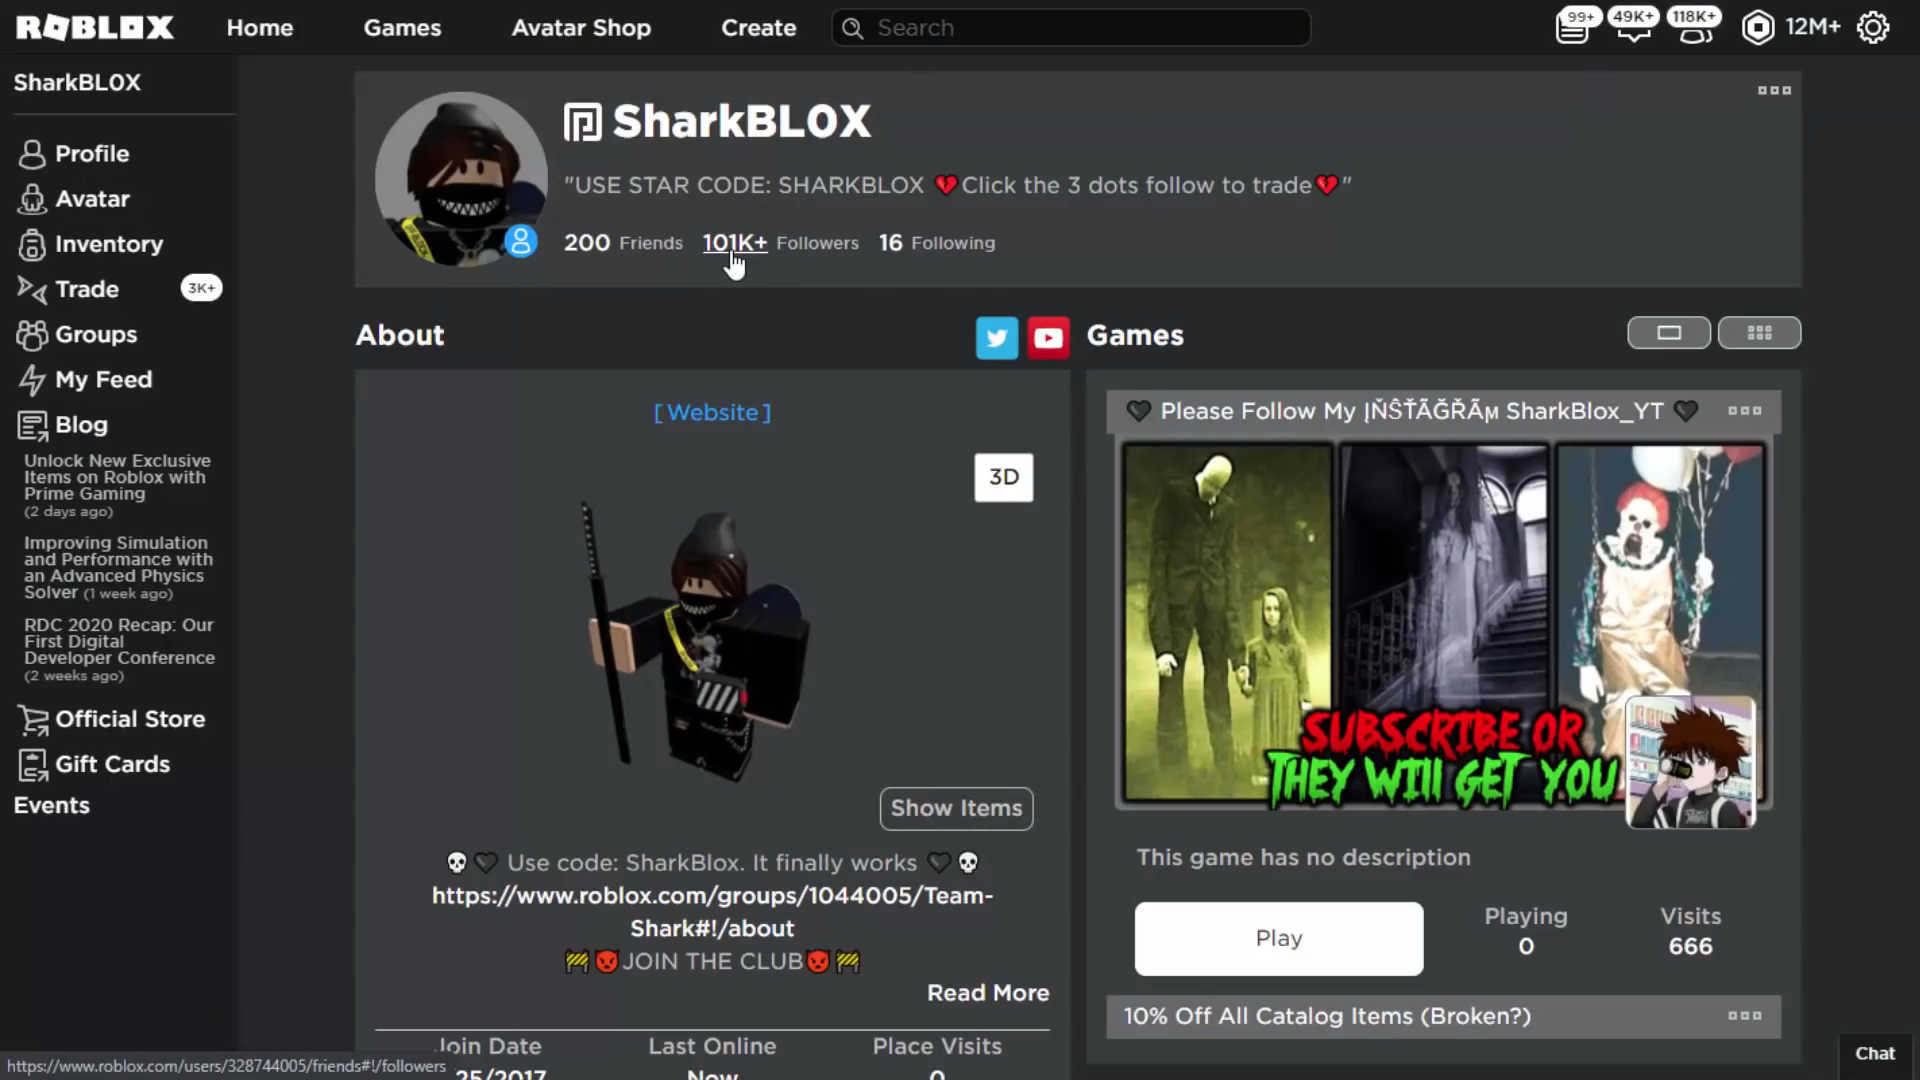 ROBLOX
Home
Games
Avatar Shop
Create
Search
99+
49K+
118K+
12M+
SharkBL0X
Profile
Avatar
Inventory
Trade
3K+
Groups
My Feed
Blog
Unlock New Exclusive
Items on Roblox with
Prime Gaming
(2 days ago)
Improving Simulation
and Performance with
an Advanced Physics
Solver (1 week ago)
RDC 2020 Recap: Our
First Digital
Developer Conference
(2 weeks ago)
Official Store
Gift Cards
Events
SharkBL0X
"USE STAR CODE: SHARKBLOX 💔Click the 3 dots follow to trade💔"
200 Friends 101K+ Followers 16 Following
About
[ Website ]
3D
Show Items
💀🖤 Use code: SharkBlox. It finally works 🖤💀
https://www.roblox.com/groups/1044005/Team-
Shark#!/about
🚧😡JOIN THE CLUB😡🚧
Read More
Join Date
Last Online
Place Visits
25/2017
Now
0
Games
🖤 Please Follow My ĮŇŜŤÃĞŘÃϻ SharkBlox_YT 🖤
SUBSCRIBE OR
THEY WIll GET YOU
This game has no description
Play
Playing
0
Visits
666
10% Off All Catalog Items (Broken?)
Chat
https://www.roblox.com/users/328744005/friends#!/followers